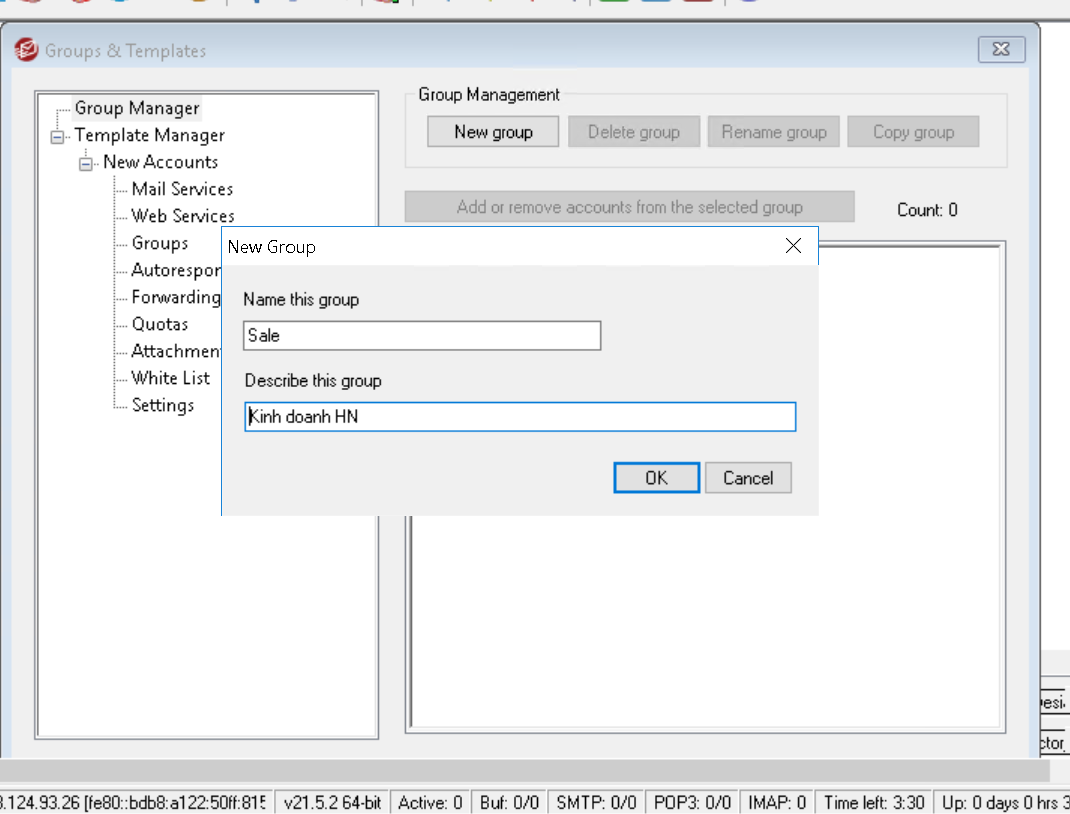 Groups & Templates
Group Manager
Template Manager
New Accounts
Mail Services
Web Services
Groups
Autorespor
Forwarding
Quotas
Attachmen
White List
Settings
Group Management
New group
Delete group
Rename group
Copy group
Add or remove accounts from the selected group
Count: 0
New Group
Name this group
Sale
Describe this group
Kinh doanh HN
OK
Cancel
ctor
.124.93.26 [fe80::bdb8:a122:50ff:815
v21.5.2 64-bit
Active: 0
Buf: 0/0
SMTP: 0/0
POP3: 0/0
IMAP: 0
Time left: 3:30
Up: 0 days 0 hrs 3